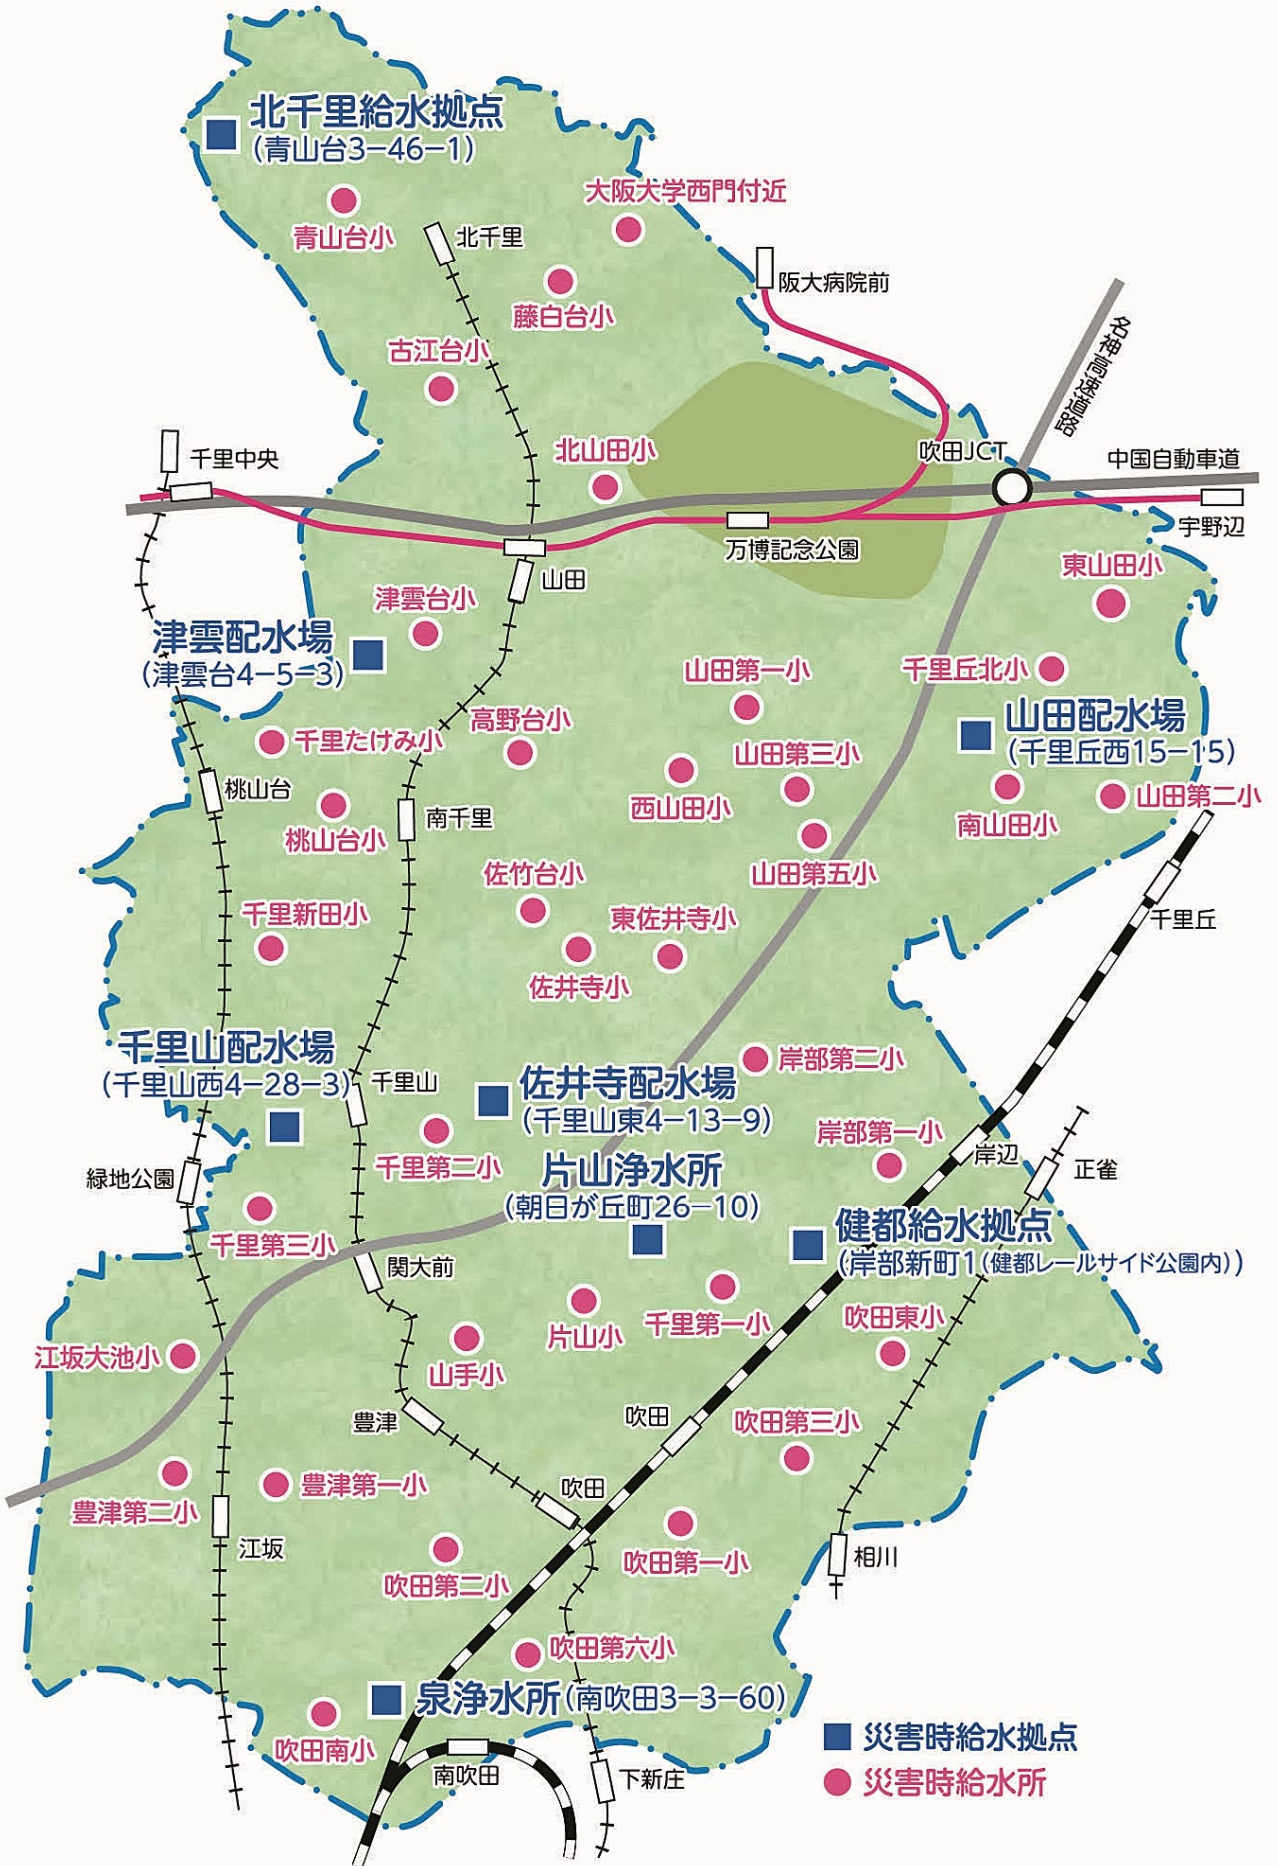 北千里給水拠点
(青山台3-46-1)
大阪大学西門付近
青山台小
北千里
阪大病院前
藤白台小
古江台小
名神高速道路
北山田小
吹田JCT
千里中央
中国自動車道
宇野辺
万博記念公園
山田
東山田小
津雲台小
津雲配水場
(津雲台4-5-3)
山田第一小
千里丘北小
山田配水場
(千里丘西15-15)
高野台小
千里たけみ小
山田第三小
桃山台
西山田小
山田第二小
南千里
南山田小
桃山台小
佐竹台小
山田第五小
千里新田小
東佐井寺小
千里丘
佐井寺小
千里山配水場
(千里山西4-28-3)
千里山
岸部第二小
佐井寺配水場
(千里山東4-13-9)
岸部第一小
千里第二小
岸辺
正雀
緑地公園
片山浄水所
(朝日が丘町26-10)
健都給水拠点
(岸部新町1(健都レールサイド公園内))
千里第三小
関大前
片山小
千里第一小
吹田東小
江坂大池小
山手小
豊津
吹田
吹田第三小
豊津第一小
吹田
豊津第二小
江坂
吹田第一小
相川
吹田第二小
吹田第六小
泉浄水所(南吹田3-3-60)
吹田南小
南吹田
下新庄
災害時給水拠点
災害時給水所